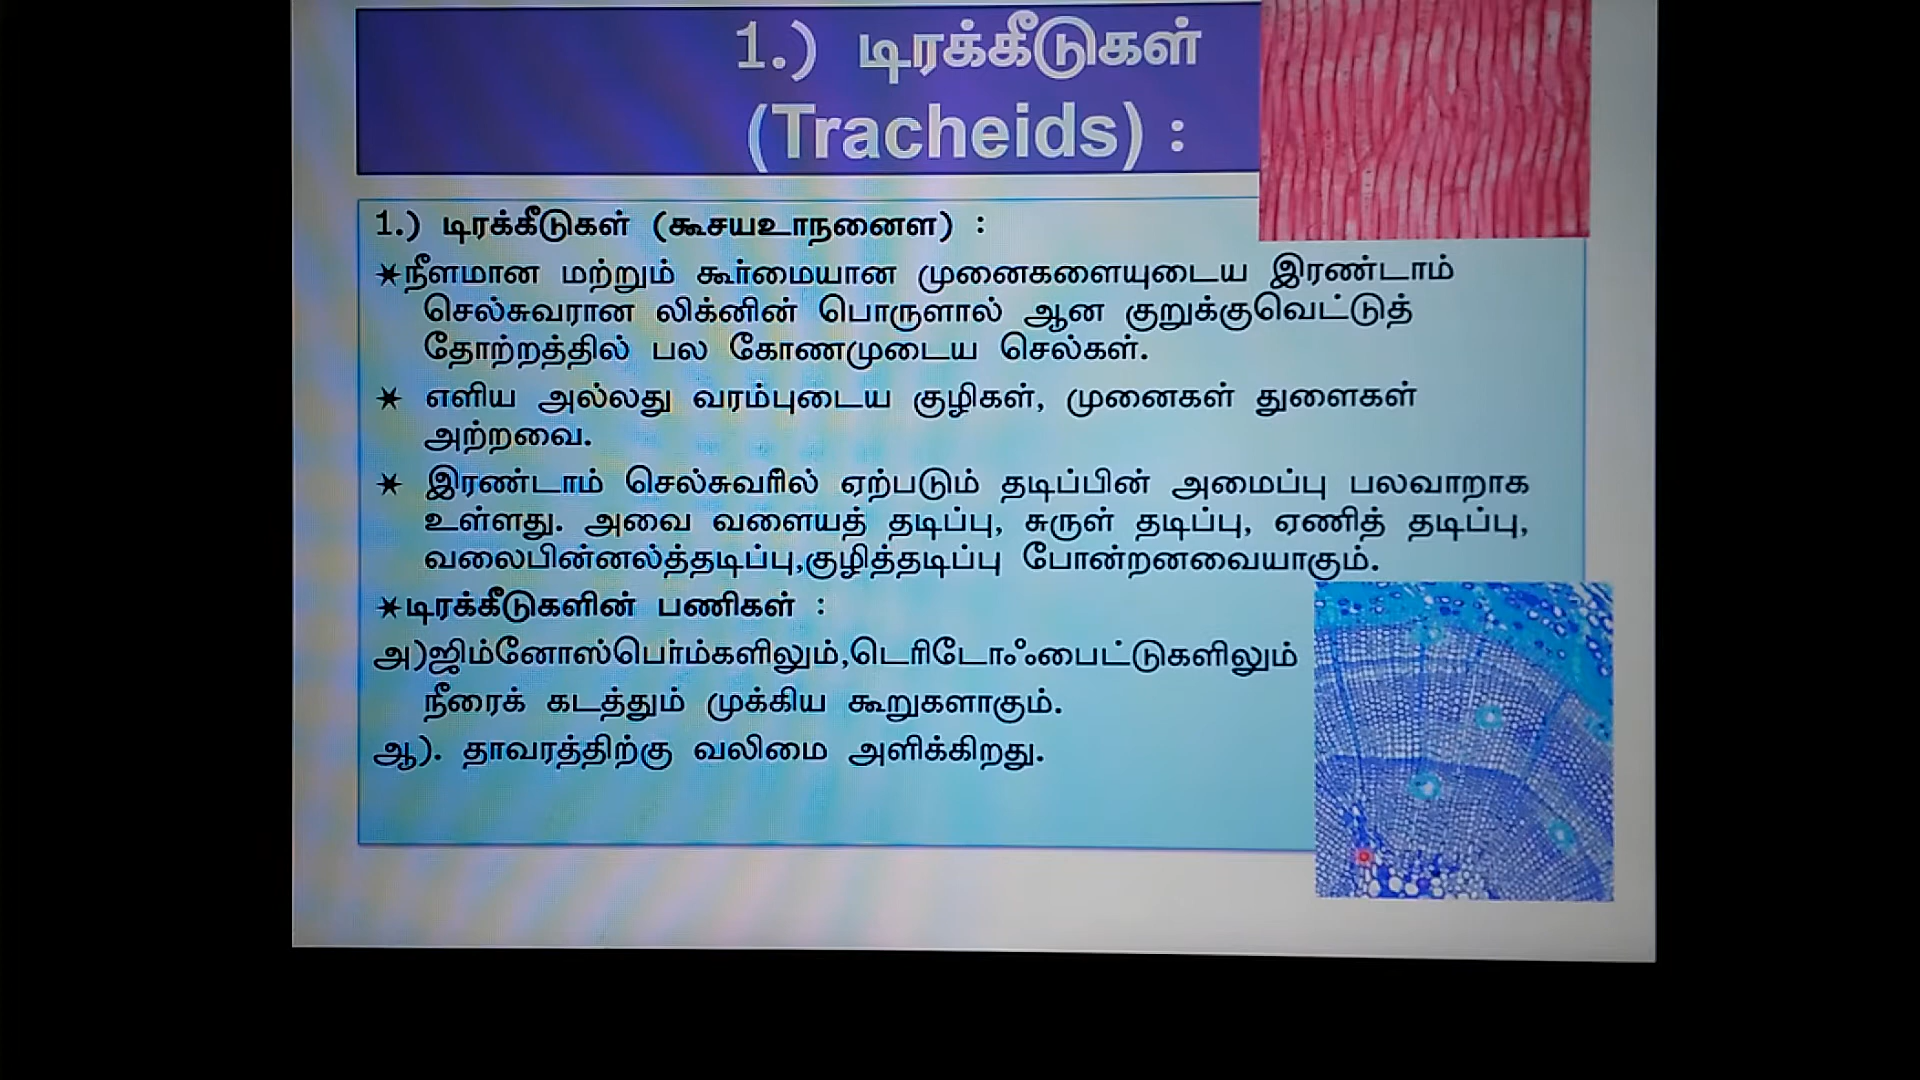 1.) டிரக்கீடுகள்
(Tracheids) :
1.) டிரக்கீடுகள் (கூசயஉாநனைள) :
✶நீளமான மற்றும் கூர்மையான முனைகளையுடைய இரண்டாம்
செல்சுவரான லிக்னின் பொருளால் ஆன குறுக்குவெட்டுத்
தோற்றத்தில் பல கோணமுடைய செல்கள்.
✶ எளிய அல்லது வரம்புடைய குழிகள், முனைகள் துளைகள்
அற்றவை.
✶ இரண்டாம் செல்சுவரில் ஏற்படும் தடிப்பின் அமைப்பு பலவாறாக
உள்ளது. அவை வளையத் தடிப்பு, சுருள் தடிப்பு, ஏணித் தடிப்பு,
வலைபின்னல்த்தடிப்பு,குழித்தடிப்பு போன்றனவையாகும்.
✶டிரக்கீடுகளின் பணிகள் :
அ)ஜிம்னோஸ்பெர்ம்களிலும்,டெரிடோஃபைட்டுகளிலும்
நீரைக் கடத்தும் முக்கிய கூறுகளாகும்.
ஆ). தாவரத்திற்கு வலிமை அளிக்கிறது.